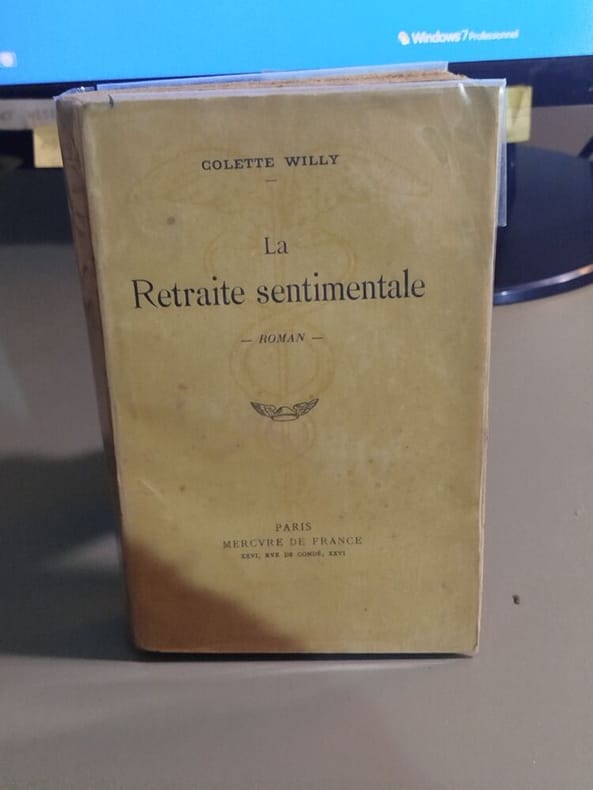 Windows 7 Professionnel
COLETTE WILLY
La
Retraite sentimentale
— ROMAN —
PARIS
MERCVRE DE FRANCE
XXVI, RVE DE CONDÉ, XXVI